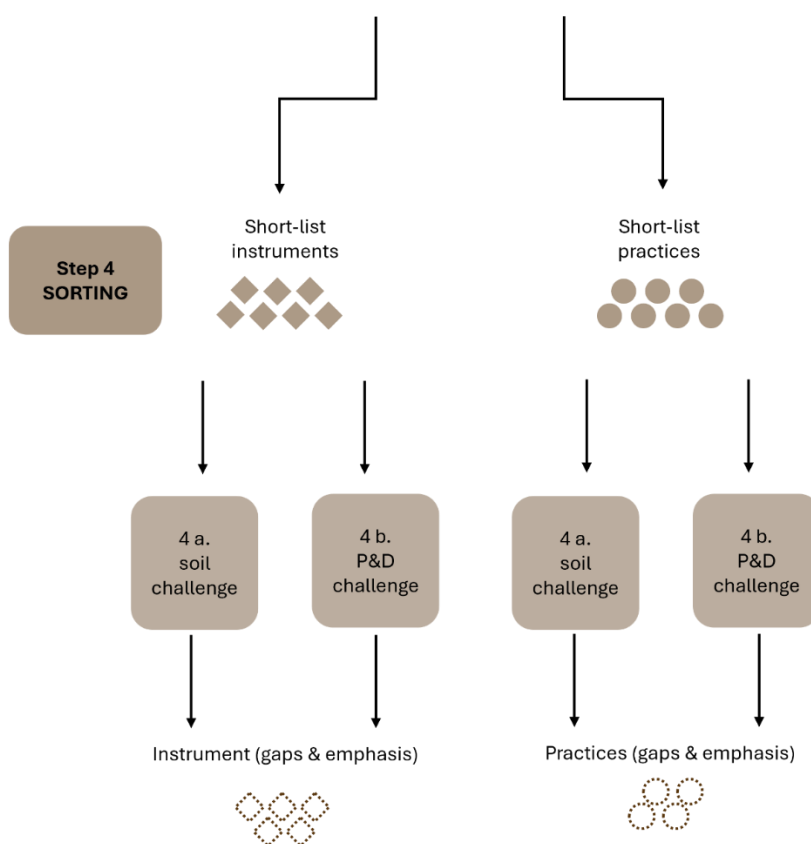 Short-list
instruments
Short-list
practices
Step 4
SORTING
4 a.
soil
challenge
4 b.
P&D
challenge
4 a.
soil
challenge
4 b.
P&D
challenge
Instrument (gaps & emphasis)
Practices (gaps & emphasis)